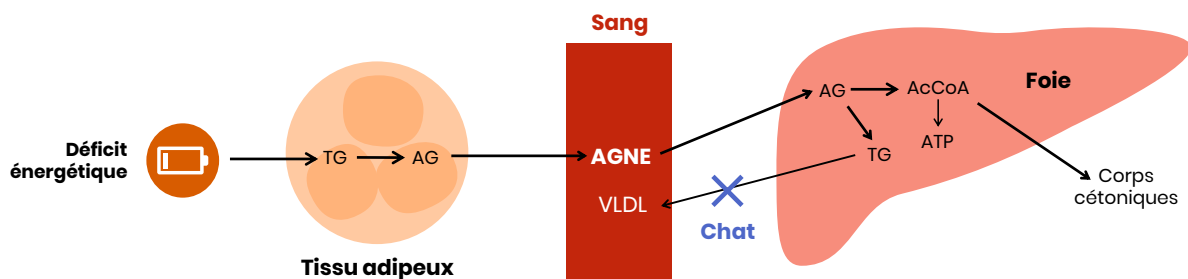 Déficit
énergétique
TG
AG
Tissu adipeux
Sang
AGNE
VLDL
Chat
AG
AcCoA
ATP
TG
Foie
Corps
cétoniques